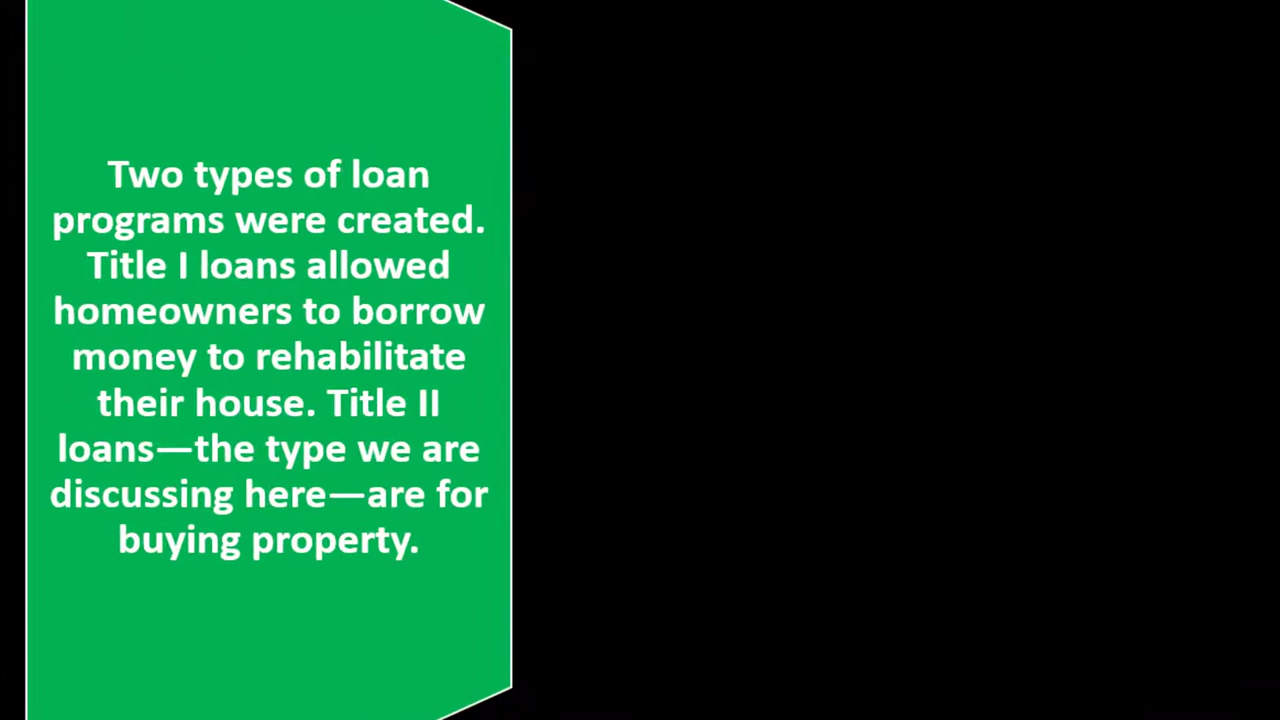 Two types of loan
programs were created.
Title I loans allowed
homeowners to borrow
money to rehabilitate
their house. Title II
loans—the type we are
discussing here—are for
buying property.